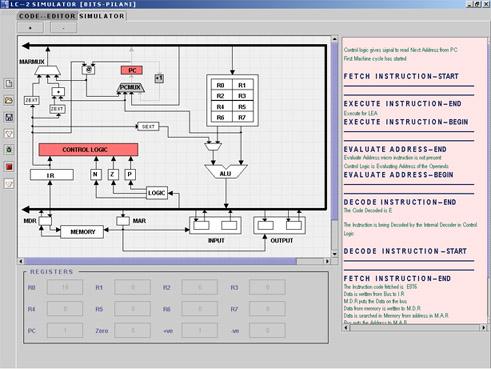 LC-2 SIMULATOR [BITS-PILANI]
CODE-EDITOR SIMULATOR
+ -
MARMUX
@
PC
+1
PCMUX
+
ZEXT
ZEXT
SEXT
R0 R1
R2 R3
R4 R5
R6 R7
CONTROL LOGIC
I.R
N Z P
ALU
LOGIC
MDR
MAR
MEMORY
INPUT
OUTPUT
REGISTERS
R0 R1 0 R2 R3 0
R4 0 R5 0 R6 R7 0
PC 1 Zero +ve -ve 0
Control logic gives signal to read Next Address from PC
First Machine cycle has started
FETCH INSTRUCTION-START
EXECUTE INSTRUCTION-END
Execute for LEA
EXECUTE INSTRUCTION-BEGIN
EVALUATE ADDRESS-END
Evaluate Address micro instruction is not present
Control Logic is Evaluating Address of the Operands
EVALUATE ADDRESS-BEGIN
DECODE INSTRUCTION-END
The Code Decoded is E
The Instruction is being Decoded by the Internal Decoder in Control
Logic
DECODE INSTRUCTION-START
FETCH INSTRUCTION-END
The Instruction code fetched is
Data is written from Bus to I.R
M.D.R puts the Data on the bus
Data from memory is written to M.D.R
Data is searched in Memory from address in M.A.R
Bus puts the Address to M.A.R